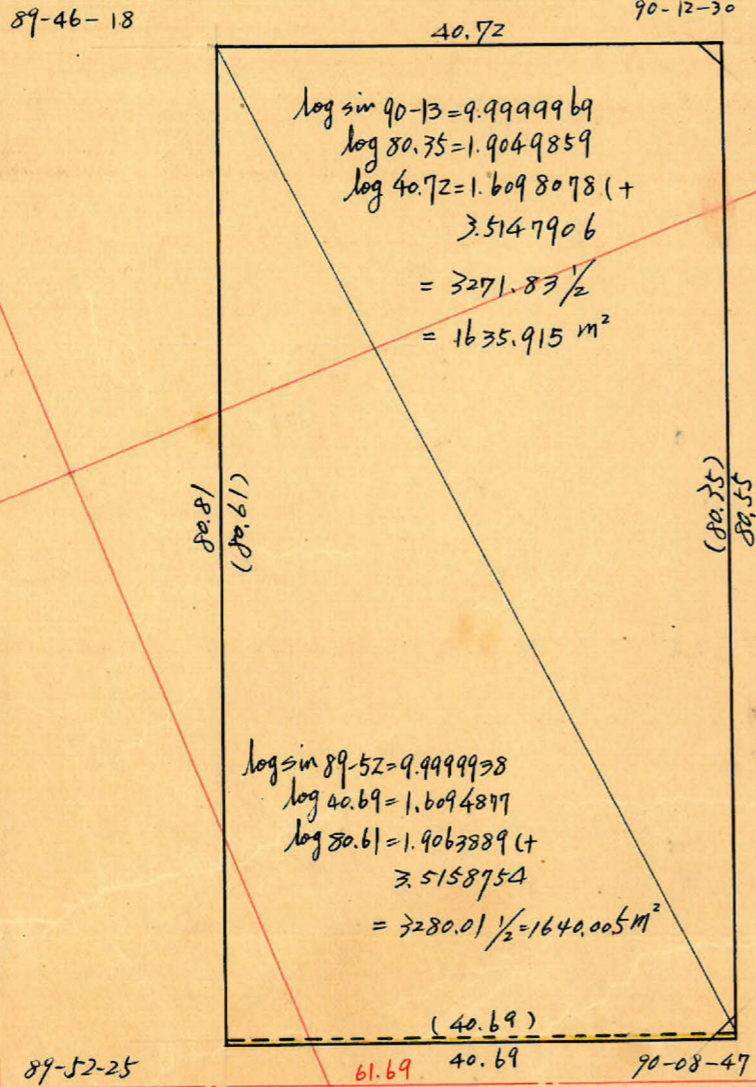 89-46-18
40.72
90-12-30
log sin 90-13=9.9999969
log 80.35=1.9049859
log 40.72=1.6098078 (+
3.5147906
= 3271.83 1/2
= 1635.915 m²
80.81
(80.61)
(80.35)
80.55
log sin 89-52=9.9999938
log 40.69=1.6094877
log 80.61=1.9063889 (+
3.5158754
= 3280.01 1/2=1640.005 m²
(40.69)
89-52-25
61.69
40.69
90-08-47